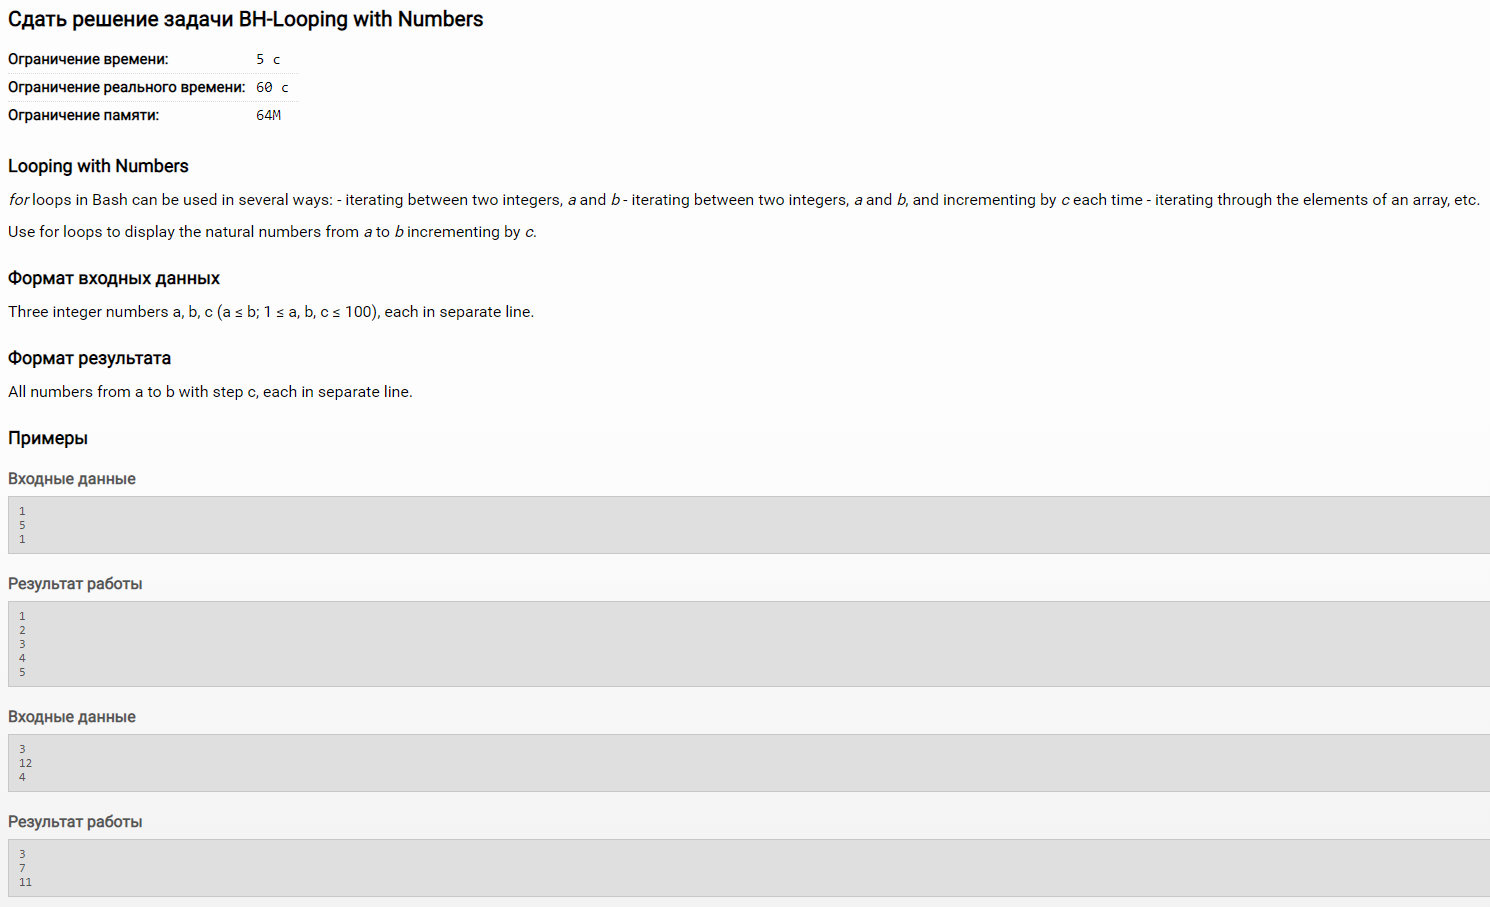 Сдать решение задачи BH-Looping with Numbers
Ограничение времени: 5 с
Ограничение реального времени: 60 с
Ограничение памяти: 64M
Looping with Numbers
for loops in Bash can be used in several ways: - iterating between two integers, a and b - iterating between two integers, a and b, and incrementing by c each time - iterating through the elements of an array, etc.
Use for loops to display the natural numbers from a to b incrementing by c.
Формат входных данных
Three integer numbers a, b, c (a ≤ b; 1 ≤ a, b, c ≤ 100), each in separate line.
Формат результата
All numbers from a to b with step c, each in separate line.
Примеры
Входные данные
1
5
1
Результат работы
1
2
3
4
5
Входные данные
3
12
4
Результат работы
3
7
11